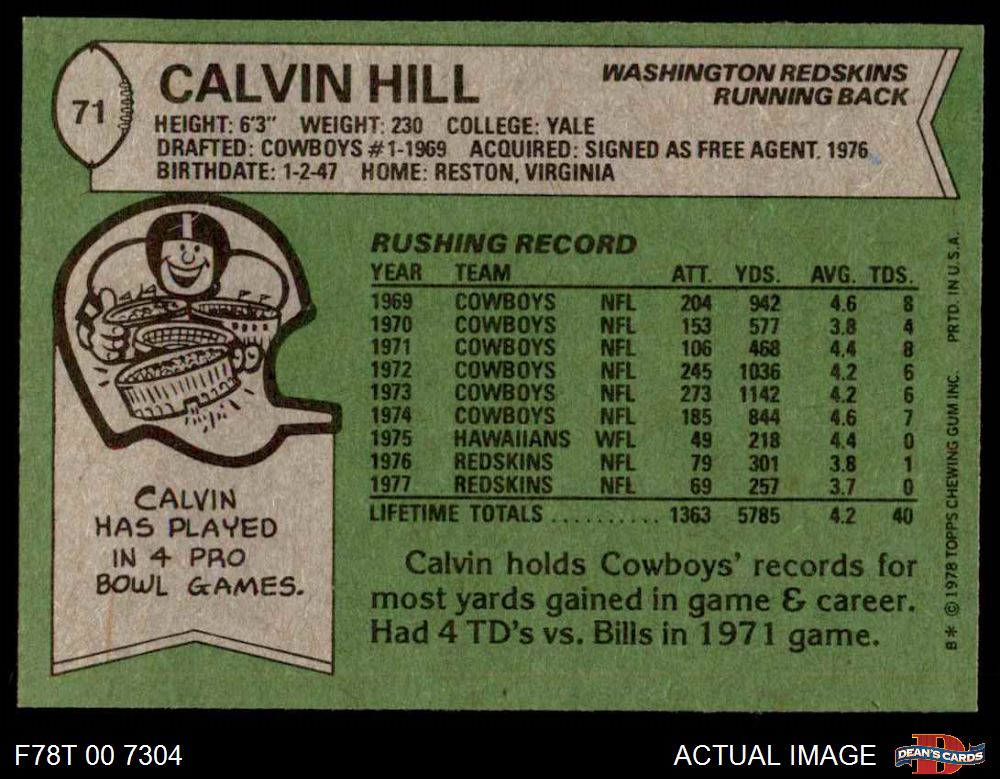 71
CALVIN HILL
WASHINGTON REDSKINS
RUNNING BACK
HEIGHT: 6'3" WEIGHT: 230 COLLEGE: YALE
DRAFTED: COWBOYS #1-1969 ACQUIRED: SIGNED AS FREE AGENT. 1976
BIRTHDATE: 1-2-47 HOME: RESTON, VIRGINIA
RUSHING RECORD
YEAR TEAM ATT. YDS. AVG. TDS.
1969 COWBOYS NFL 204 942 4.6 8
1970 COWBOYS NFL 153 577 3.8 4
1971 COWBOYS NFL 106 468 4.4 8
1972 COWBOYS NFL 245 1036 4.2 6
1973 COWBOYS NFL 273 1142 4.2 6
1974 COWBOYS NFL 185 844 4.6 7
1975 HAWAIIANS WFL 49 218 4.4 0
1976 REDSKINS NFL 79 301 3.8 1
1977 REDSKINS NFL 69 257 3.7 0
LIFETIME TOTALS .......... 1363 5785 4.2 40
CALVIN
HAS PLAYED
IN 4 PRO
BOWL GAMES.
Calvin holds Cowboys' records for
most yards gained in game & career.
Had 4 TD's vs. Bills in 1971 game.
B* © 1978 TOPPS CHEWING GUM INC. PRTD. IN U.S.A.
F78T 00 7304
ACTUAL IMAGE
D
DEAN'S CARDS